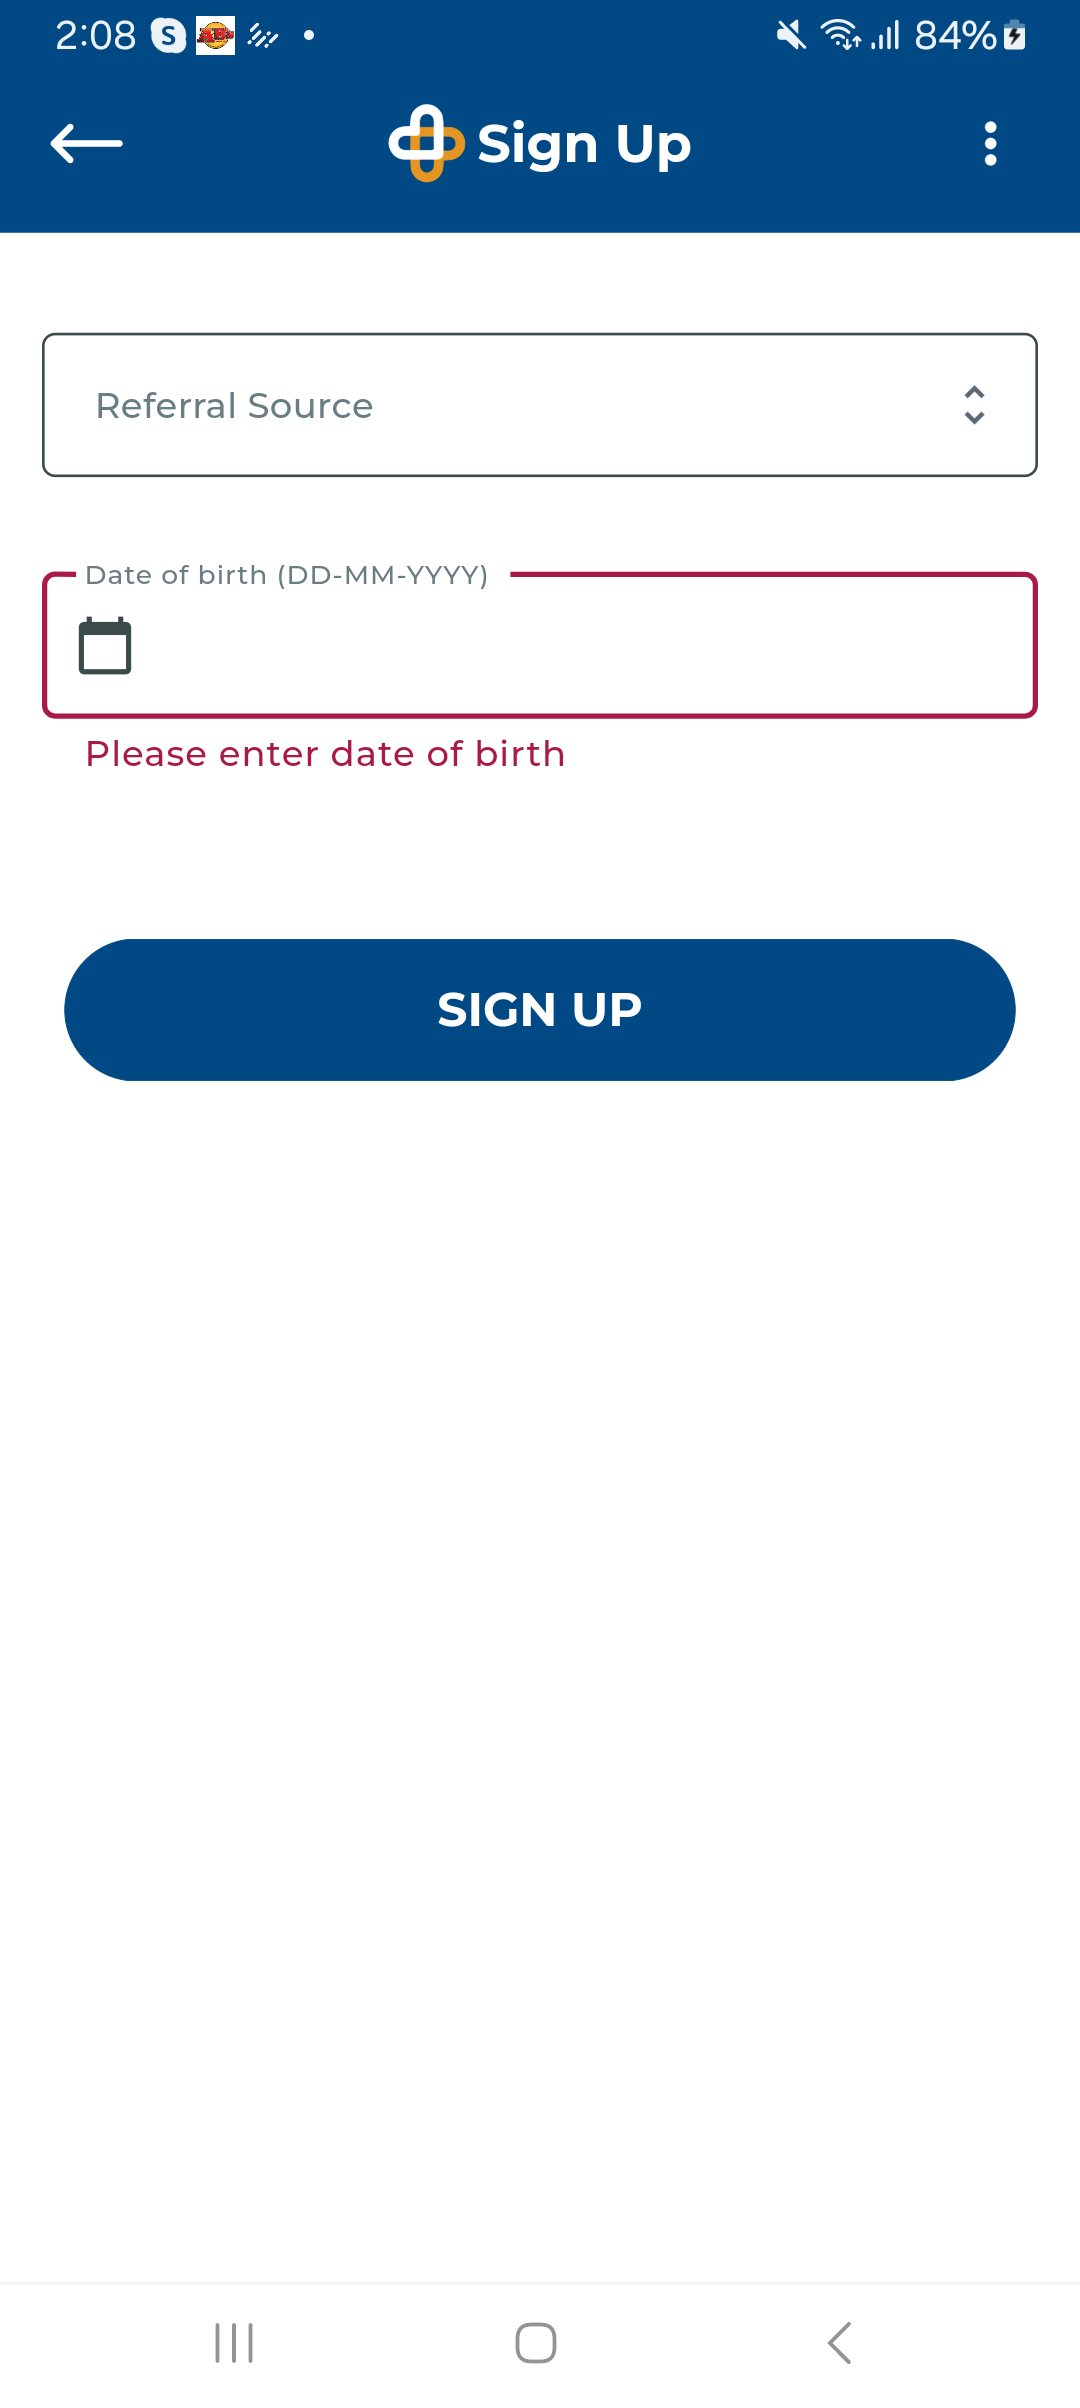 2:08 S AB's 84%
Sign Up
Referral Source
Date of birth (DD-MM-YYYY)
Please enter date of birth
SIGN UP